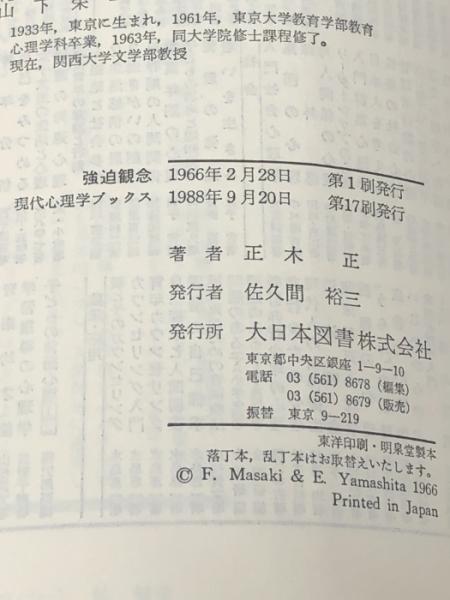 山下栄
1933年，東京に生まれ，1961年，東京大学教育学部教育
心理学科卒業，1963年，同大学院修士課程修了。
現在，関西大学文学部教授
強迫観念 1966年2月28日 第1刷発行
現代心理学ブックス 1988年9月20日 第17刷発行
著者 正木 正
発行者 佐久間 裕三
発行所 大日本図書株式会社
東京都中央区銀座 1―9―10
電話 03 (561) 8678 (編集)
03 (561) 8679 (販売)
振替 東京 9―219
東洋印刷・明泉堂製本
落丁本，乱丁本はお取替えいたします。
© F. Masaki & E. Yamashita 1966
Printed in Japan